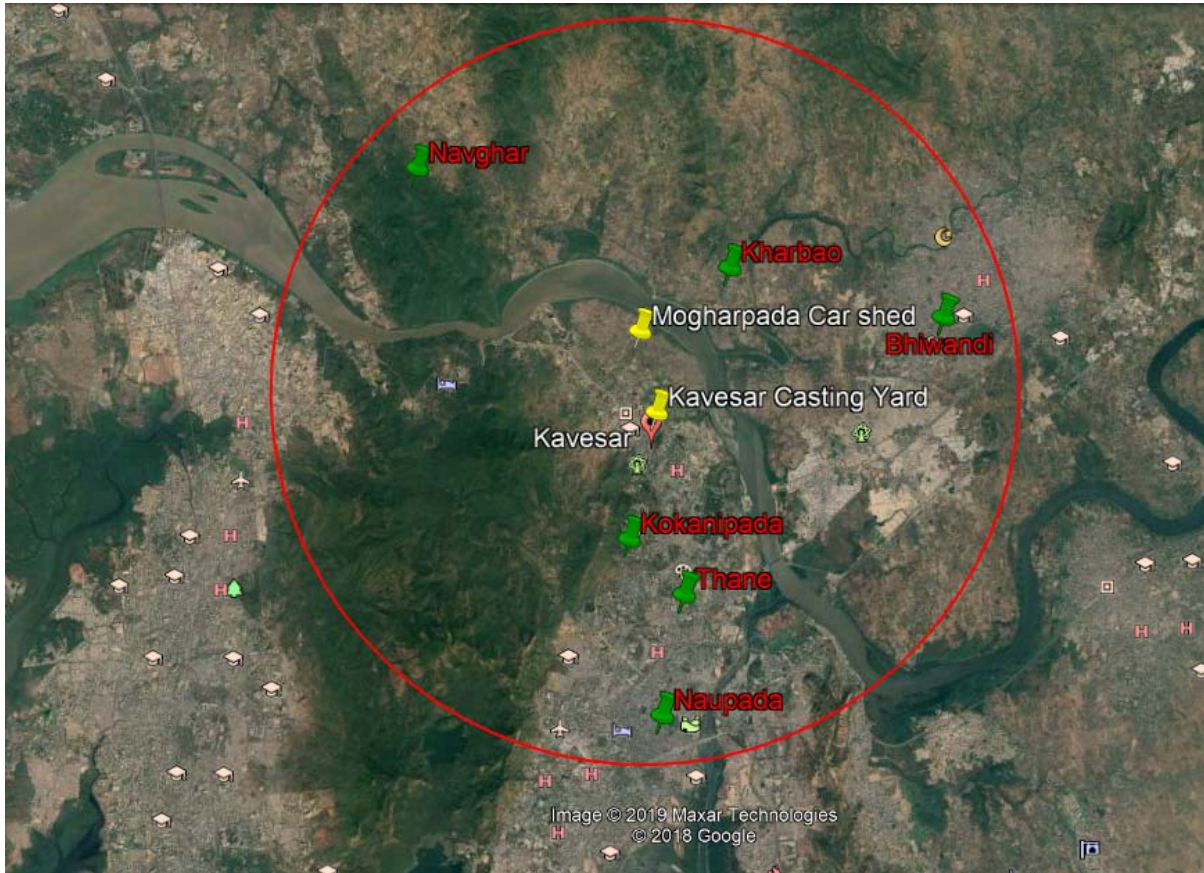 Navghar
Kharbao
Mogharpada Car shed
Bhiwandi
Kavesar Casting Yard
Kavesar
Kokanipada
Thane
Naupada
Image © 2019 Maxar Technologies
© 2018 Google